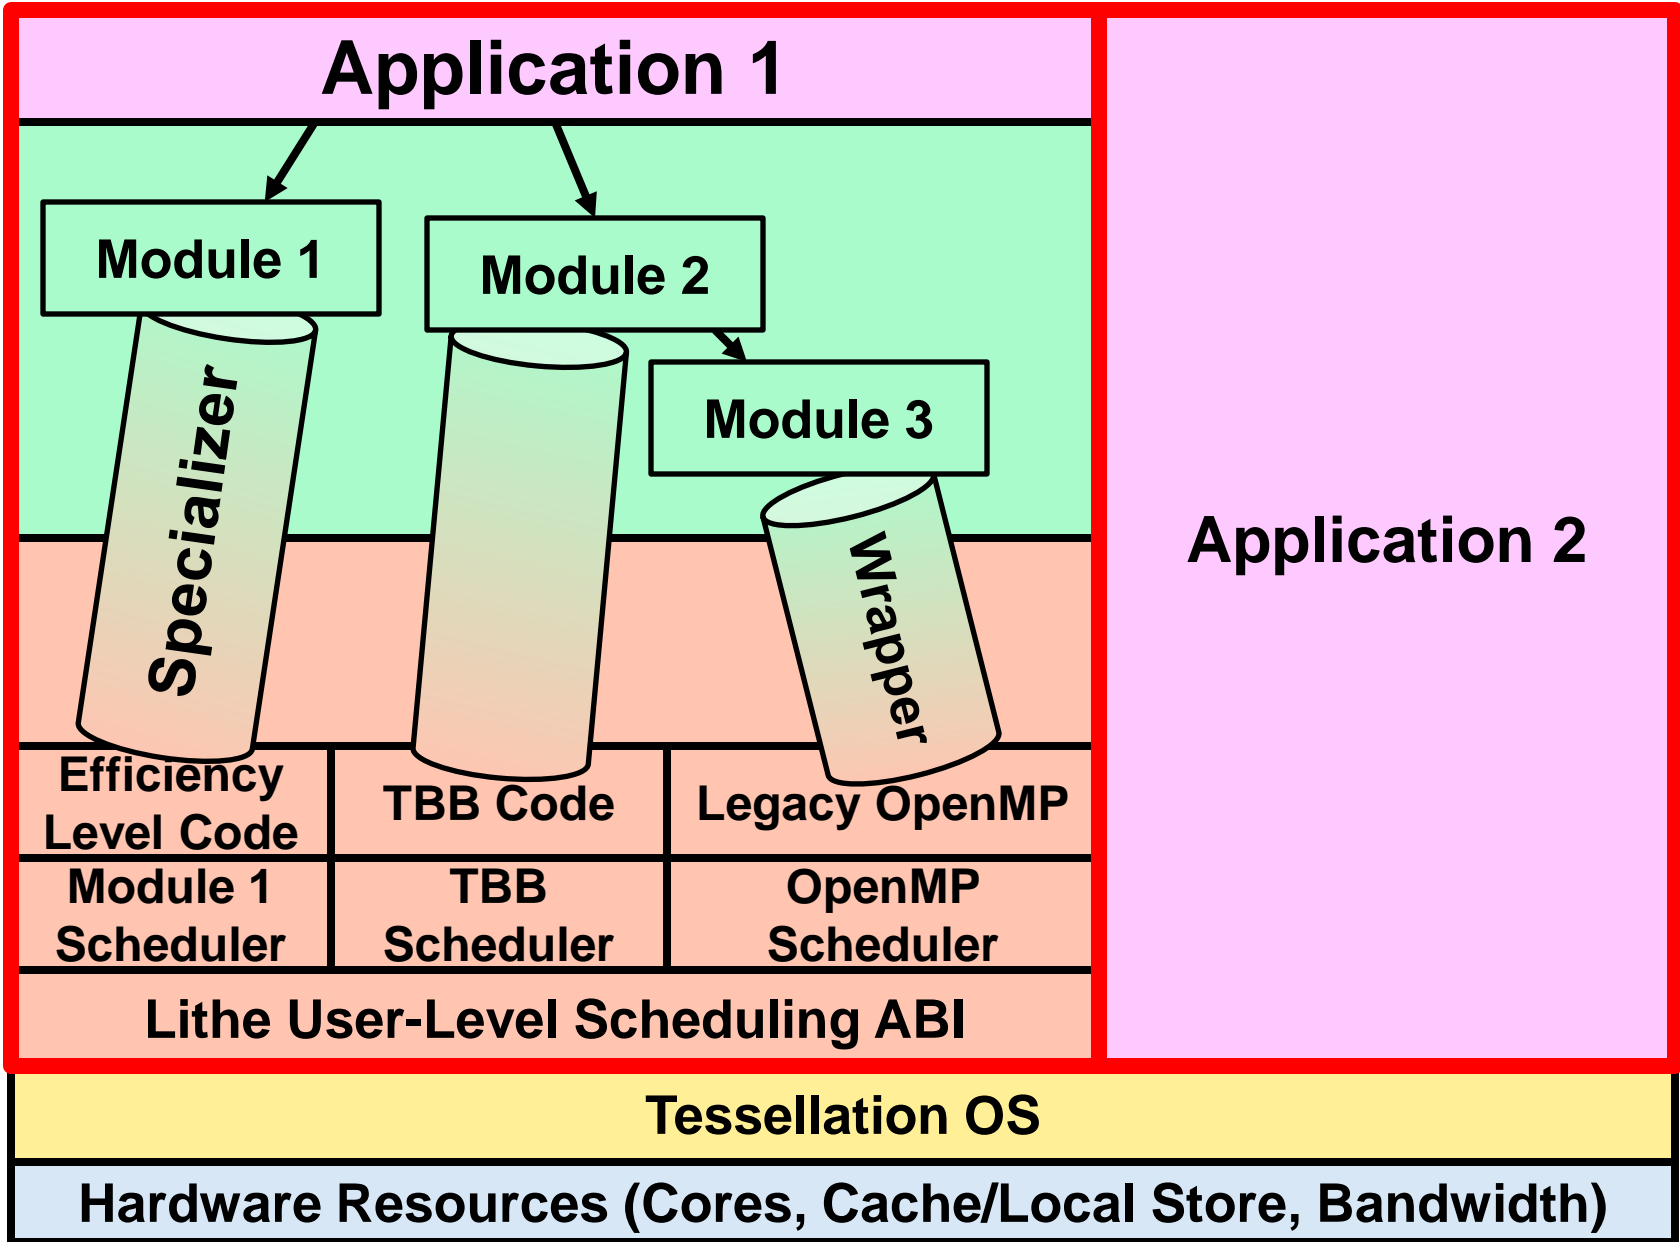 Application 1
Module 1
Module 2
Module 3
Specializer
Wrapper
Application 2
Efficiency
Level Code
TBB Code
Legacy OpenMP
Module 1
Scheduler
TBB
Scheduler
OpenMP
Scheduler
Lithe User-Level Scheduling ABI
Tessellation OS
Hardware Resources (Cores, Cache/Local Store, Bandwidth)